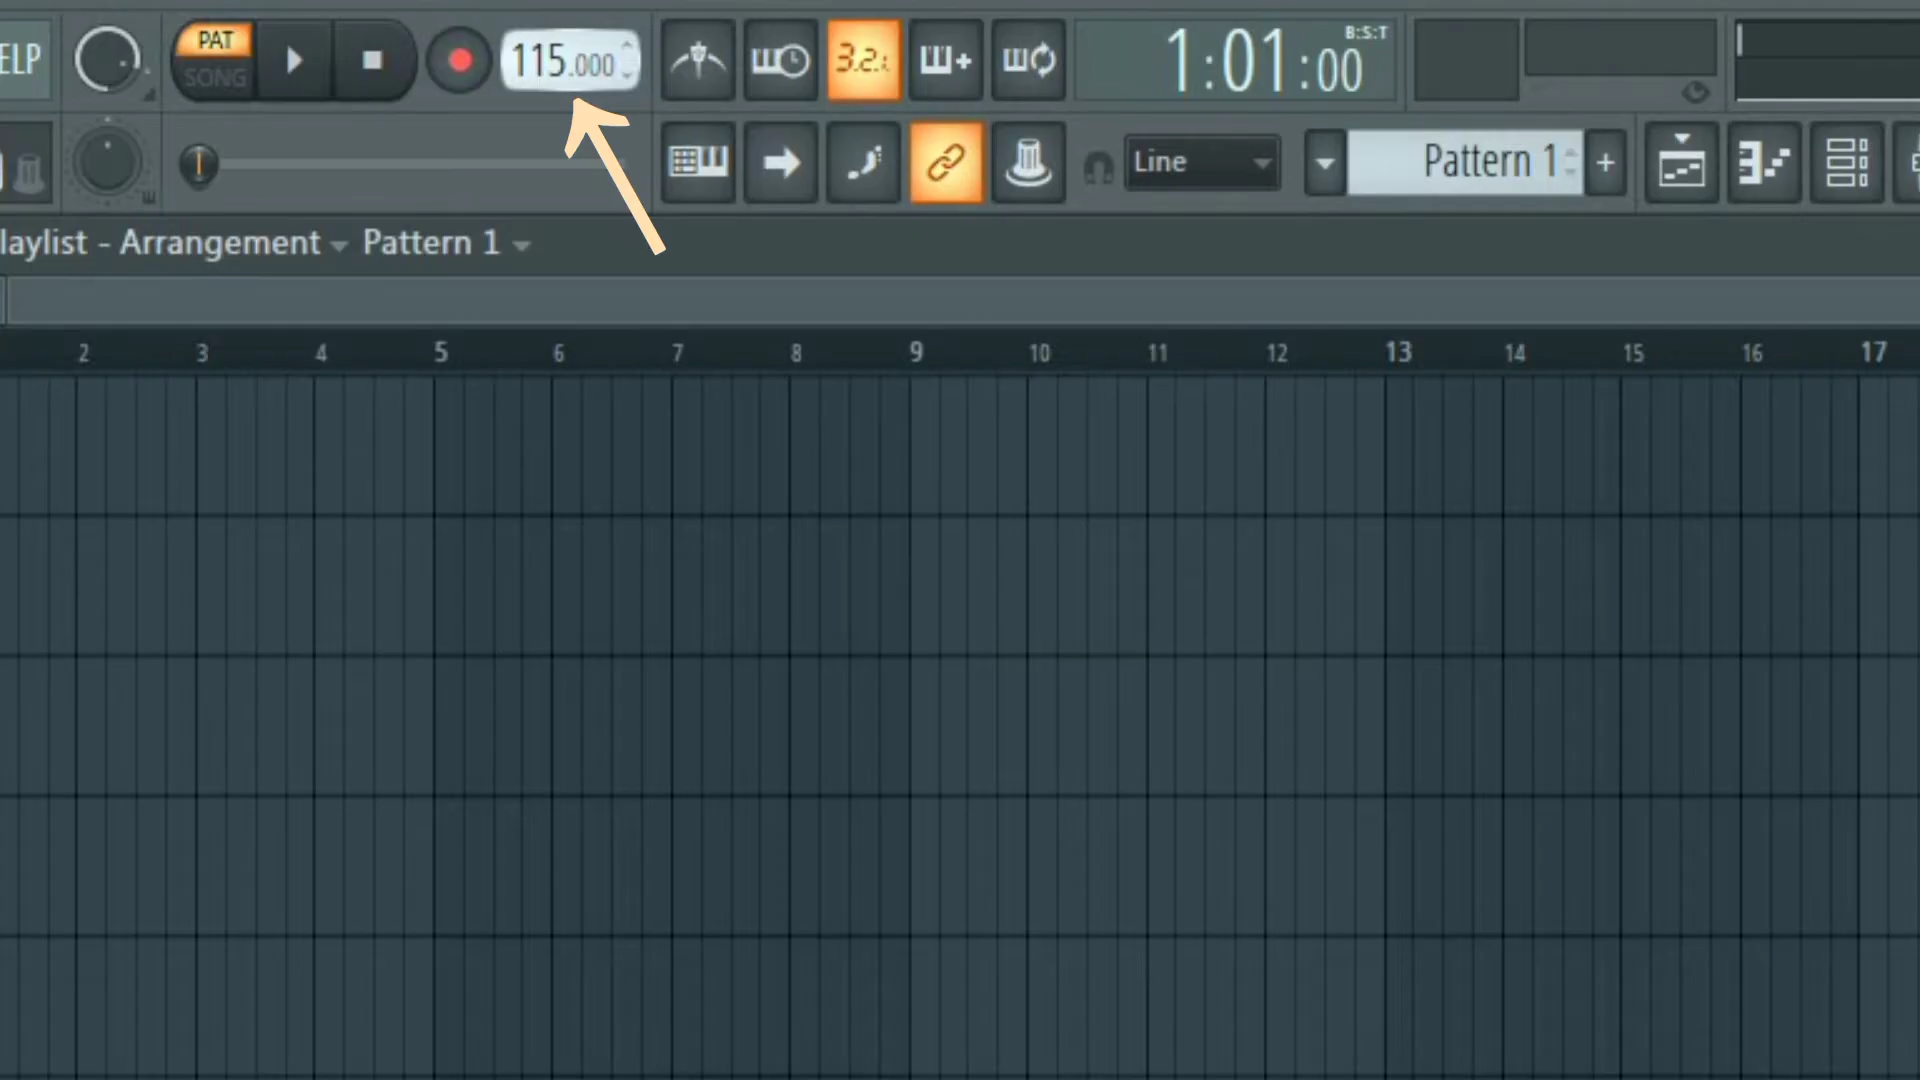 ELP
PAT
SONG
115.000
3.2.:
1:01:00
B:S:T
Line
Pattern 1
+
laylist - Arrangement
Pattern 1
2 3 4 5 6 7 8 9 10 11 12 13 14 15 16 17